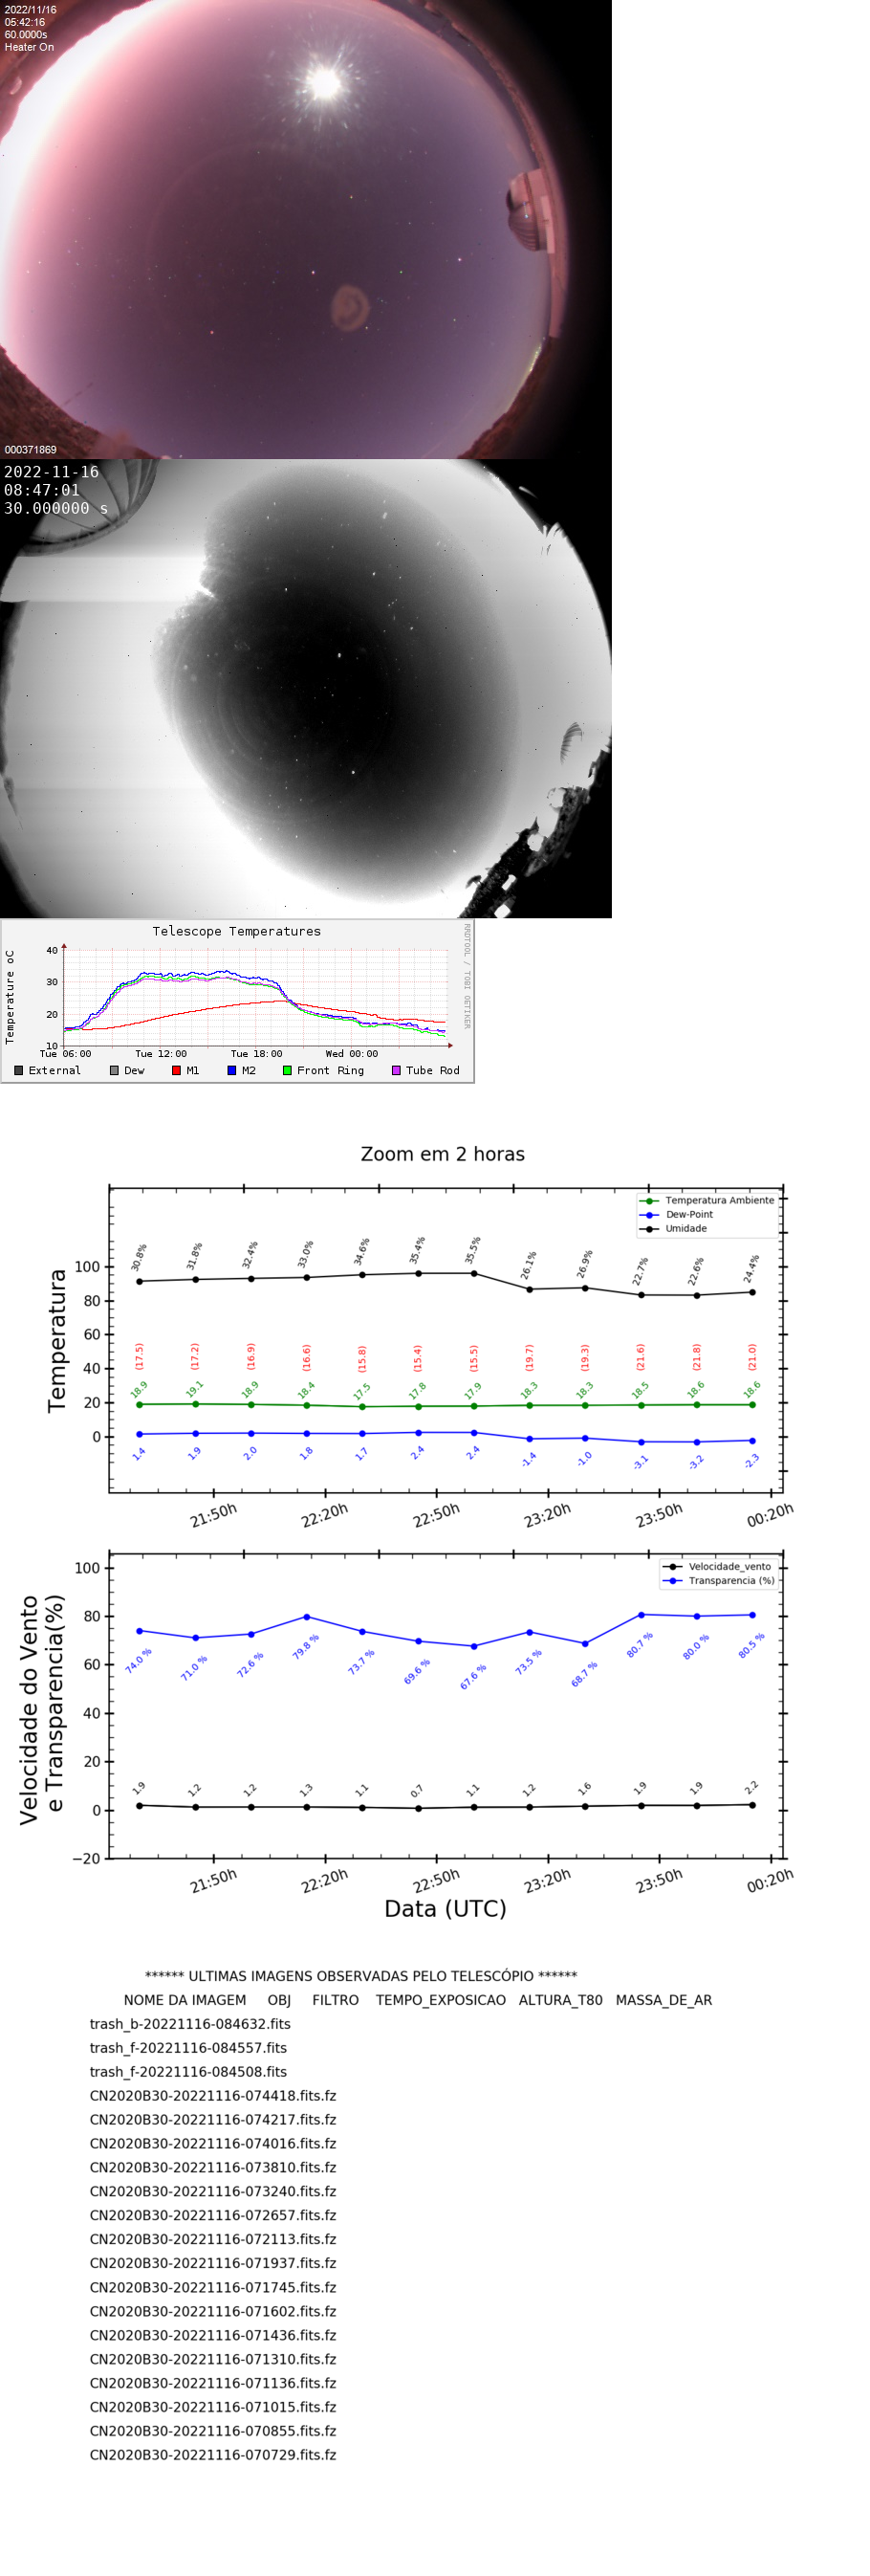 2022/11/16
05:42:16
60.0000s
Heater On
000371869
2022-11-16
08:47:01
30.000000 s
Telescope Temperatures
RRDTOOL / TOBI OETIKER
Temperature oC
40
30
20
10
Tue 06:00 Tue 12:00 Tue 18:00 Wed 00:00
External Dew M1 M2 Front Ring Tube Rod
Zoom em 2 horas
Temperatura Ambiente
Dew-Point
Umidade
Temperatura
100
80
60
40
20
0
30.8% 31.8% 32.4% 33.0% 34.6% 35.4% 35.5% 26.1% 26.9% 22.7% 22.6% 24.4%
(17.5) (17.2) (16.9) (16.6) (15.8) (15.4) (15.5) (19.7) (19.3) (21.6) (21.8) (21.0)
18.9 19.1 18.9 18.4 17.5 17.8 17.9 18.3 18.3 18.5 18.6 18.6
1.4 1.9 2.0 1.8 1.7 2.4 2.4 -1.4 -1.0 -3.1 -3.2 -2.3
21:50h 22:20h 22:50h 23:20h 23:50h 00:20h
Velocidade_vento
Transparencia (%)
Velocidade do Vento
e Transparencia(%)
100
80
60
40
20
0
−20
74.0 % 71.0 % 72.6 % 79.8 % 73.7 % 69.6 % 67.6 % 73.5 % 68.7 % 80.7 % 80.0 % 80.5 %
1.9 1.2 1.2 1.3 1.1 0.7 1.1 1.2 1.6 1.9 1.9 2.2
21:50h 22:20h 22:50h 23:20h 23:50h 00:20h
Data (UTC)
****** ULTIMAS IMAGENS OBSERVADAS PELO TELESCÓPIO ******
NOME DA IMAGEM OBJ FILTRO TEMPO_EXPOSICAO ALTURA_T80 MASSA_DE_AR
trash_b-20221116-084632.fits
trash_f-20221116-084557.fits
trash_f-20221116-084508.fits
CN2020B30-20221116-074418.fits.fz
CN2020B30-20221116-074217.fits.fz
CN2020B30-20221116-074016.fits.fz
CN2020B30-20221116-073810.fits.fz
CN2020B30-20221116-073240.fits.fz
CN2020B30-20221116-072657.fits.fz
CN2020B30-20221116-072113.fits.fz
CN2020B30-20221116-071937.fits.fz
CN2020B30-20221116-071745.fits.fz
CN2020B30-20221116-071602.fits.fz
CN2020B30-20221116-071436.fits.fz
CN2020B30-20221116-071310.fits.fz
CN2020B30-20221116-071136.fits.fz
CN2020B30-20221116-071015.fits.fz
CN2020B30-20221116-070855.fits.fz
CN2020B30-20221116-070729.fits.fz